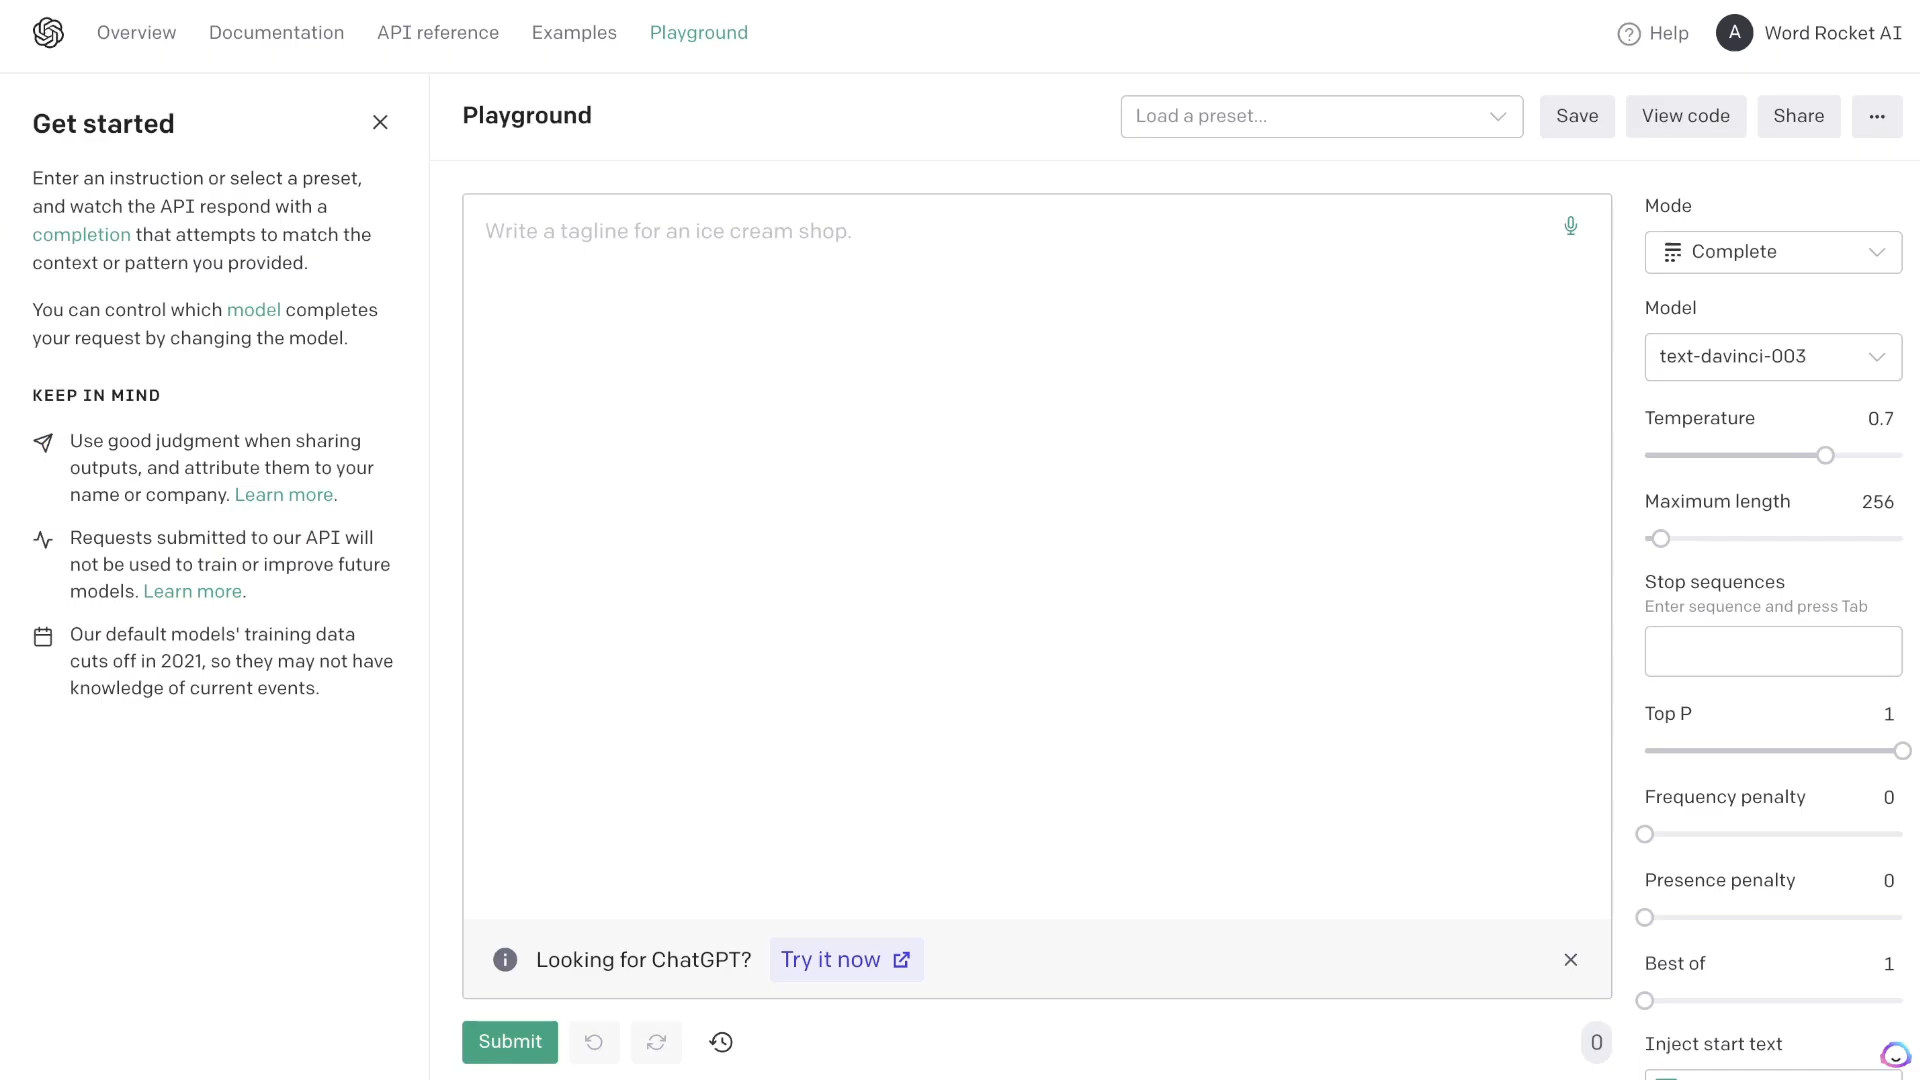 Overview Documentation API reference Examples Playground Help A Word Rocket AI
Get started
Enter an instruction or select a preset,
and watch the API respond with a
completion that attempts to match the
context or pattern you provided.
You can control which model completes
your request by changing the model.
KEEP IN MIND
Use good judgment when sharing
outputs, and attribute them to your
name or company. Learn more.
Requests submitted to our API will
not be used to train or improve future
models. Learn more.
Our default models' training data
cuts off in 2021, so they may not have
knowledge of current events.
Playground
Load a preset...
Save
View code
Share
Write a tagline for an ice cream shop.
Looking for ChatGPT? Try it now
Submit
0
Mode
Complete
Model
text-davinci-003
Temperature 0.7
Maximum length 256
Stop sequences
Enter sequence and press Tab
Top P 1
Frequency penalty 0
Presence penalty 0
Best of 1
Inject start text